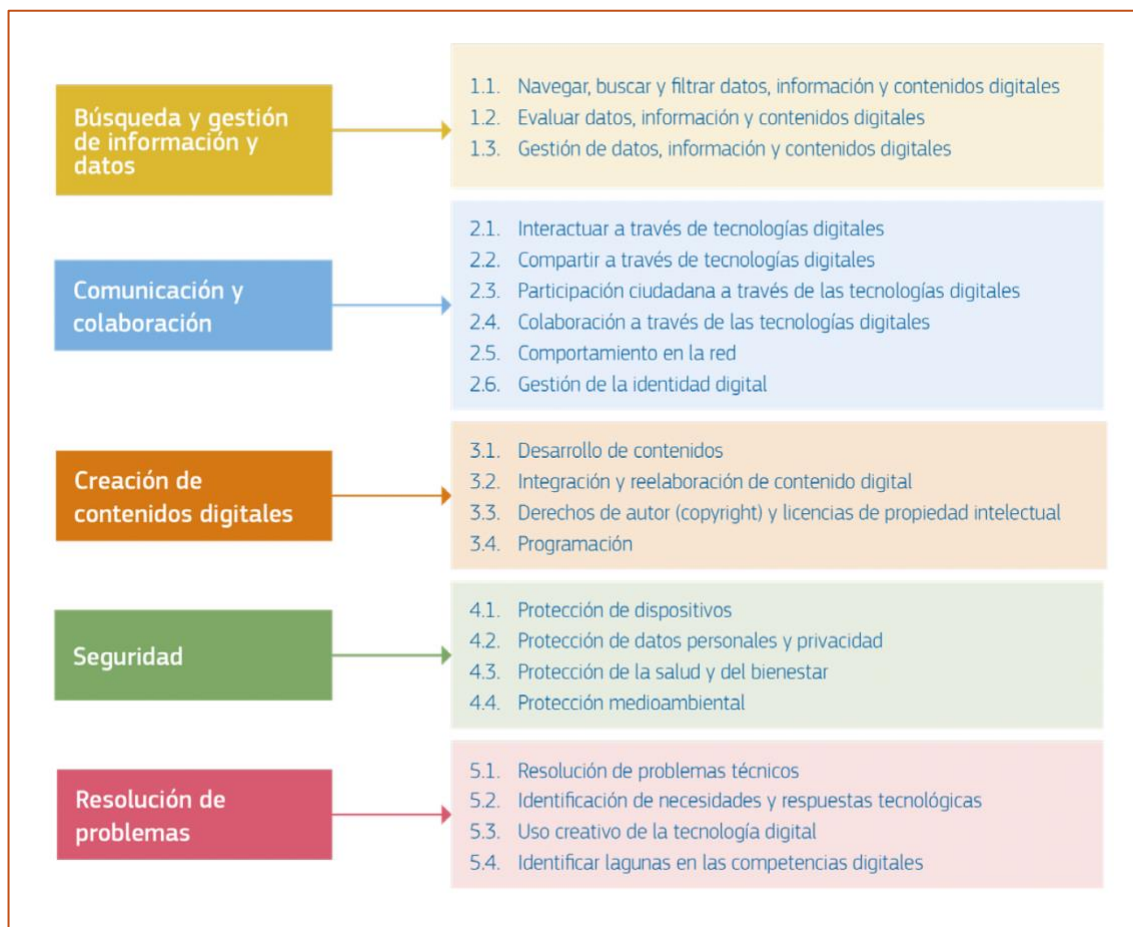 Búsqueda y gestión
de información y
datos
1.1. Navegar, buscar y filtrar datos, información y contenidos digitales
1.2. Evaluar datos, información y contenidos digitales
1.3. Gestión de datos, información y contenidos digitales
Comunicación y
colaboración
2.1. Interactuar a través de tecnologías digitales
2.2. Compartir a través de tecnologías digitales
2.3. Participación ciudadana a través de las tecnologías digitales
2.4. Colaboración a través de las tecnologías digitales
2.5. Comportamiento en la red
2.6. Gestión de la identidad digital
Creación de
contenidos digitales
3.1. Desarrollo de contenidos
3.2. Integración y reelaboración de contenido digital
3.3. Derechos de autor (copyright) y licencias de propiedad intelectual
3.4. Programación
Seguridad
4.1. Protección de dispositivos
4.2. Protección de datos personales y privacidad
4.3. Protección de la salud y del bienestar
4.4. Protección medioambiental
Resolución de
problemas
5.1. Resolución de problemas técnicos
5.2. Identificación de necesidades y respuestas tecnológicas
5.3. Uso creativo de la tecnología digital
5.4. Identificar lagunas en las competencias digitales